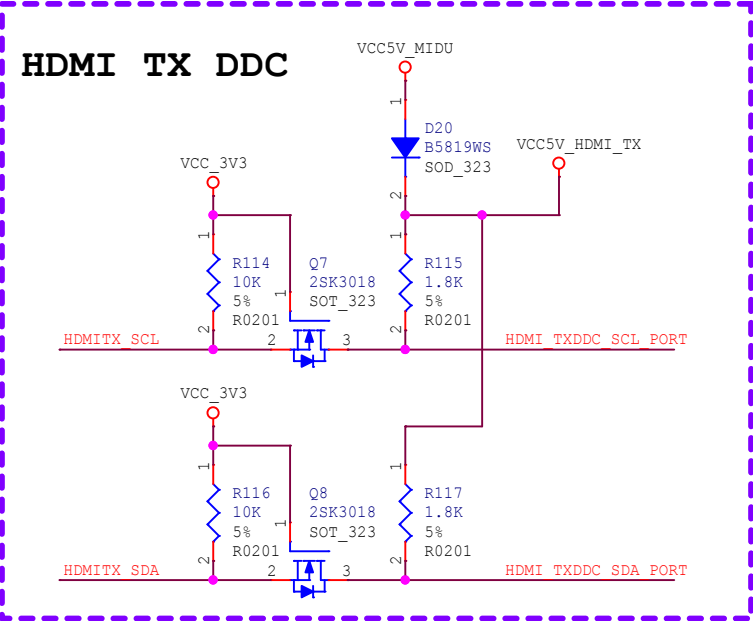 HDMI TX DDC
VCC5V_MIDU
1
D20
B5819WS
SOD_323
2
VCC5V_HDMI_TX
VCC_3V3
1
R114
10K
5%
R0201
2
Q7
2SK3018
SOT_323
1
2
3
1
R115
1.8K
5%
R0201
2
HDMITX_SCL
HDMI_TXDDC_SCL_PORT
VCC_3V3
1
R116
10K
5%
R0201
2
Q8
2SK3018
SOT_323
1
2
3
1
R117
1.8K
5%
R0201
2
HDMITX_SDA
HDMI_TXDDC_SDA_PORT